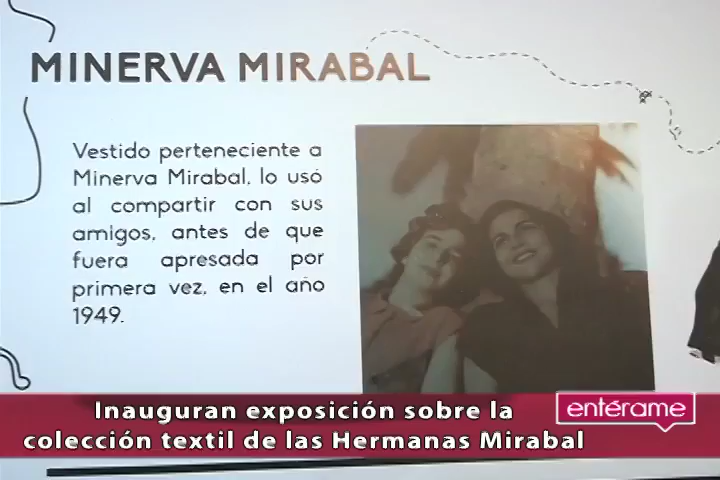 MINERVA MIRABAL
Vestido perteneciente a
Minerva Mirabal, lo usó
al compartir con sus
amigos, antes de que
fuera apresada por
primera vez, en el año
1949.
Inauguran exposición sobre la
colección textil de las Hermanas Mirabal
entérame